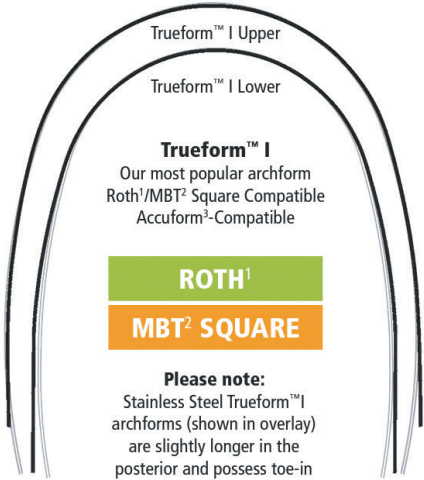 Trueform™ I Upper
Trueform™ I Lower
Trueform™ I
Our most popular archform
Roth¹/MBT² Square Compatible
Accuform³-Compatible
ROTH¹
MBT² SQUARE
Please note:
Stainless Steel Trueform™I
archforms (shown in overlay)
are slightly longer in the
posterior and possess toe-in